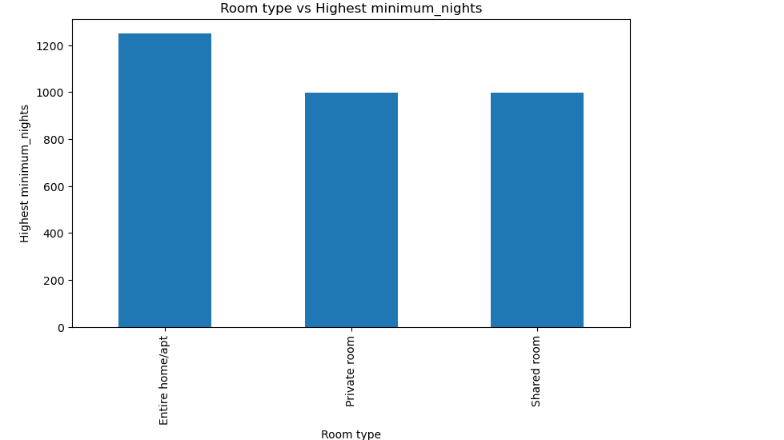 Room type vs Highest minimum_nights
Highest minimum_nights
1200
1000
800
600
400
200
0
Entire home/apt
Private room
Shared room
Room type